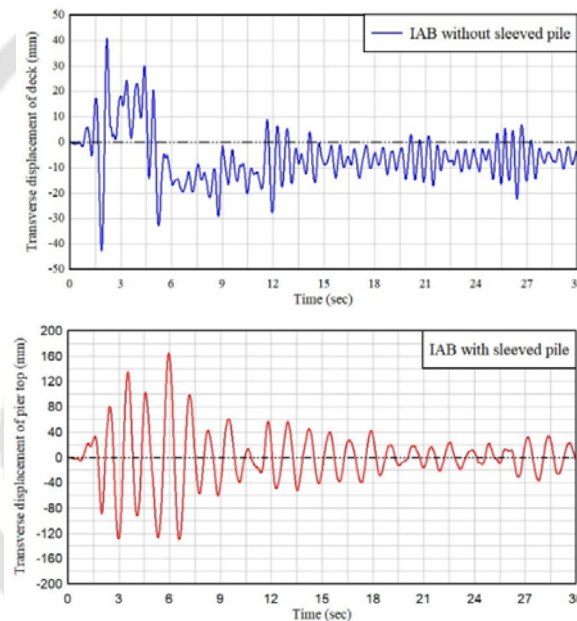 50
40
30
20
10
0
-10
-20
-30
-40
-50
Transverse displacement of deck (mm)
IAB without sleeved pile
0 3 6 9 12 15 18 21 24 27 30
Time (sec)
200
160
120
80
40
0
-40
-80
-120
-160
-200
Transverse displacement of pier top (mm)
IAB with sleeved pile
0 3 6 9 12 15 18 21 24 27 30
Time (sec)